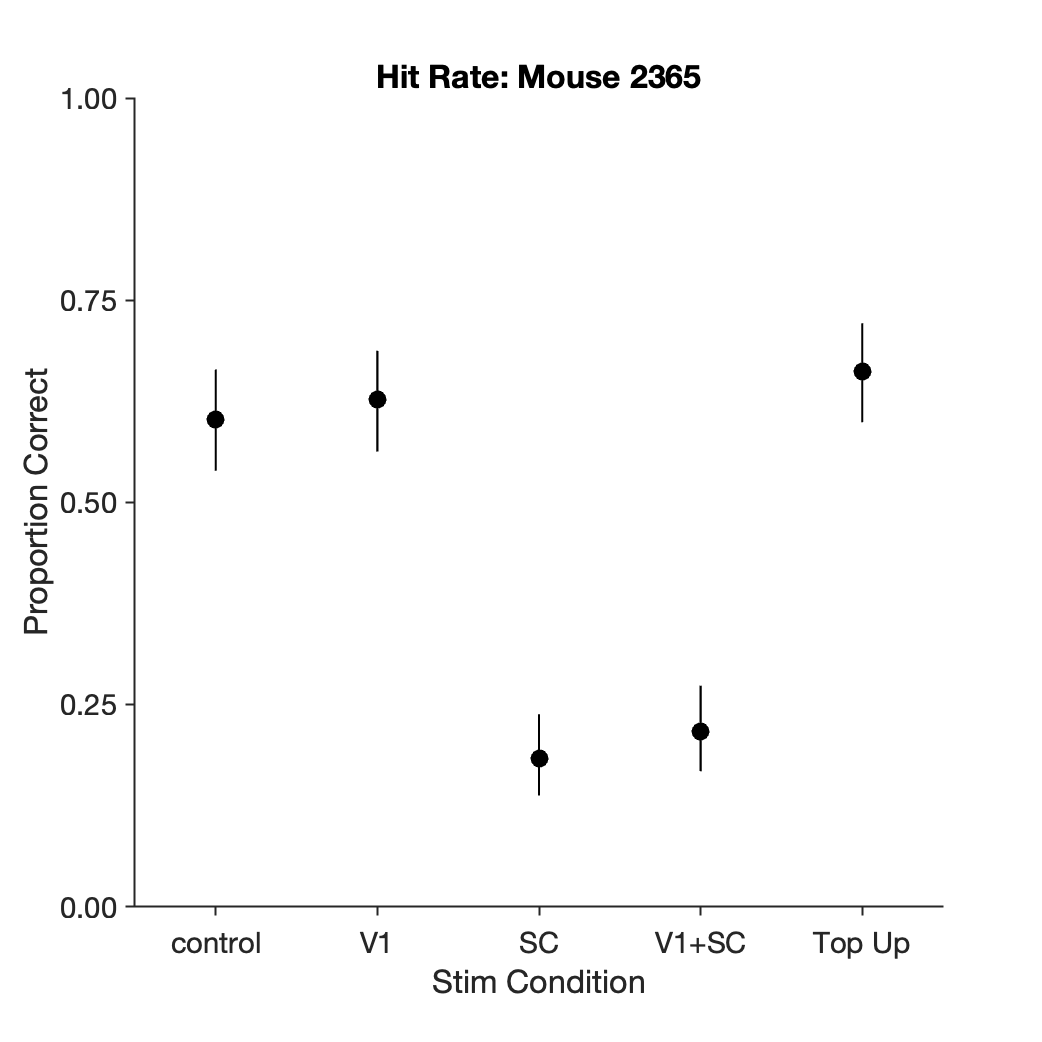 Hit Rate: Mouse 2365
1.00
0.75
0.50
0.25
0.00
Proportion Correct
control
V1
SC
V1+SC
Top Up
Stim Condition